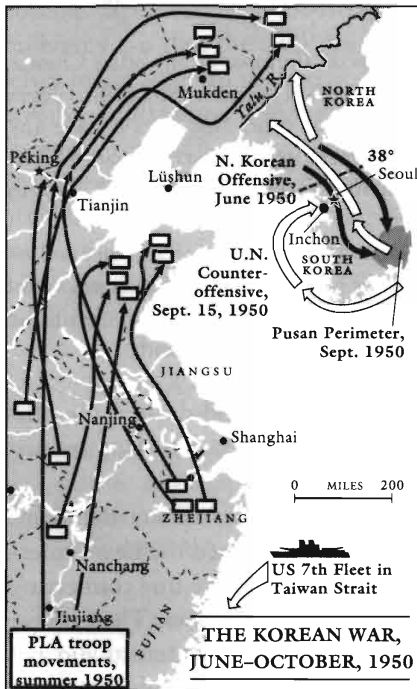 Mukden
Yalu R.
NORTH
KOREA
Peking
Tianjin
Lüshun
N. Korean
Offensive,
June 1950
38°
Seoul
Inchon
SOUTH
KOREA
U.N.
Counter-
offensive,
Sept. 15, 1950
Pusan Perimeter,
Sept. 1950
JIANGSU
Nanjing
Shanghai
ZHEJIANG
0 MILES 200
Nanchang
Jiujiang
FUJIAN
US 7th Fleet in
Taiwan Strait
PLA troop
movements,
summer 1950
THE KOREAN WAR,
JUNE–OCTOBER, 1950